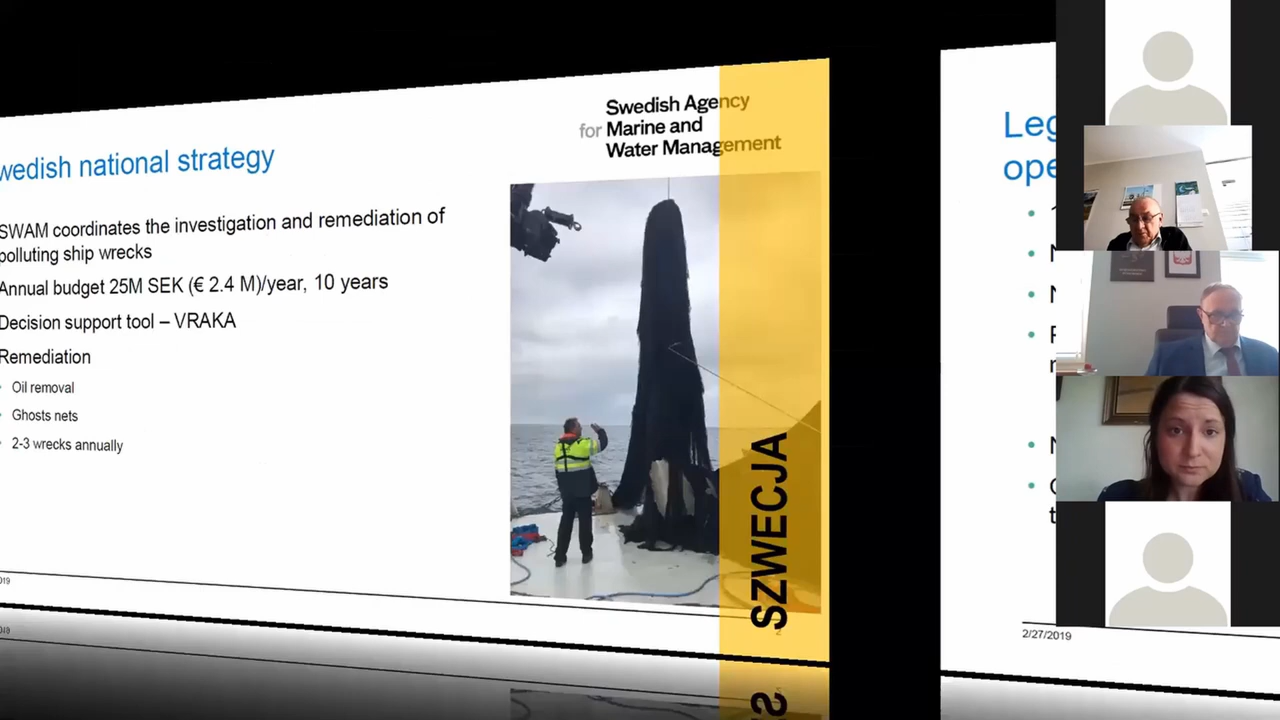 Swedish Agency
for Marine and
Water Management
wedish national strategy
SWAM coordinates the investigation and remediation of
polluting ship wrecks
Annual budget 25M SEK (€ 2.4 M)/year, 10 years
Decision support tool – VRAKA
Remediation
Oil removal
Ghosts nets
2-3 wrecks annually
SZWECJA
019
Leg
ope
2/27/2019